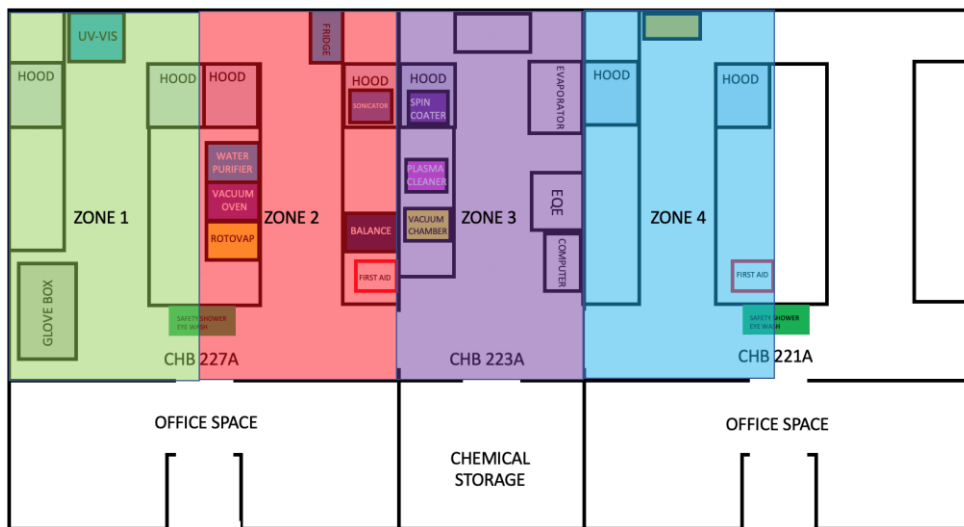 UV-VIS
FRIDGE
HOOD
HOOD
HOOD
HOOD
SONICATOR
HOOD
SPIN
COATER
EVAPORATOR
HOOD
HOOD
WATER
PURIFIER
VACUUM
OVEN
ROTOVAP
PLASMA
CLEANER
VACUUM
CHAMBER
EQE
COMPUTER
ZONE 1
ZONE 2
ZONE 3
ZONE 4
BALANCE
FIRST AID
FIRST AID
GLOVE BOX
SAFETY SHOWER
EYE WASH
SAFETY SHOWER
EYE WASH
CHB 227A
CHB 223A
CHB 221A
OFFICE SPACE
CHEMICAL
STORAGE
OFFICE SPACE